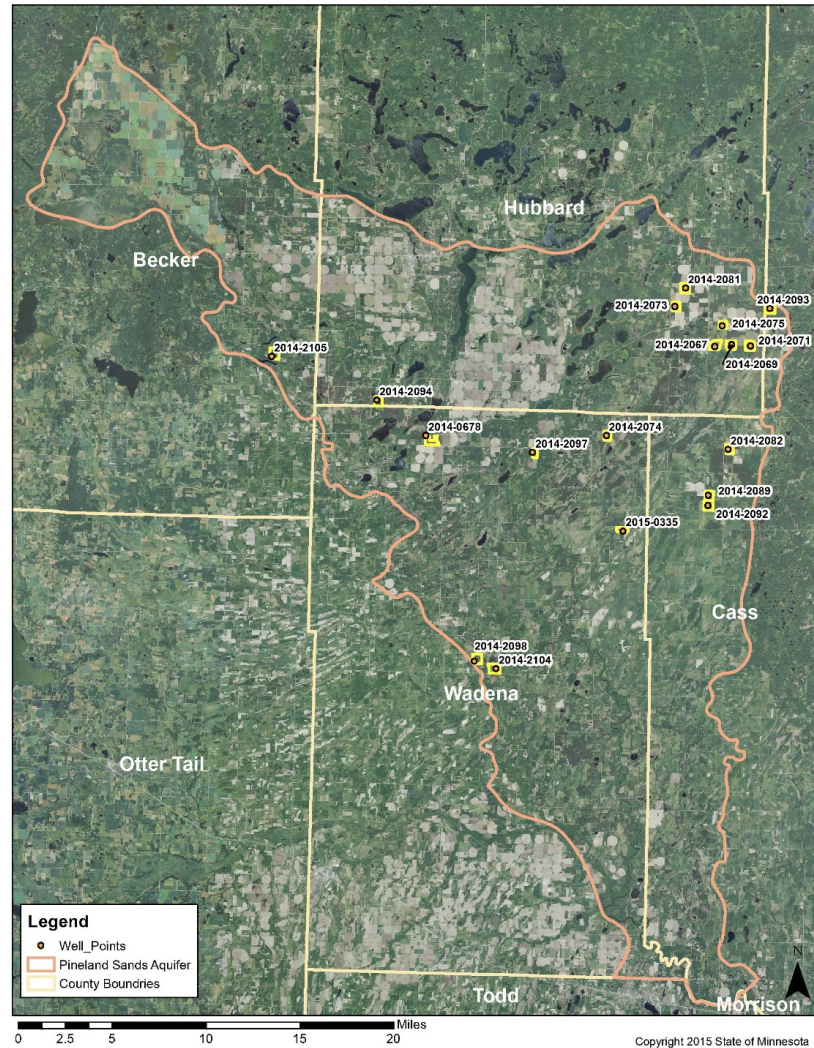 Hubbard
Becker
2014-2081
2014-2073
2014-2093
2014-2075
2014-2067
2014-2071
2014-2069
2014-2105
2014-2094
2014-0678
2014-2074
2014-2097
2014-2082
2014-2089
2014-2092
2015-0335
Cass
2014-2098
2014-2104
Wadena
Otter Tail
Legend
Well_Points
Pineland Sands Aquifer
County Boundries
N
Todd
Morrison
Miles
0 2.5 5 10 15 20
Copyright 2015 State of Minnesota